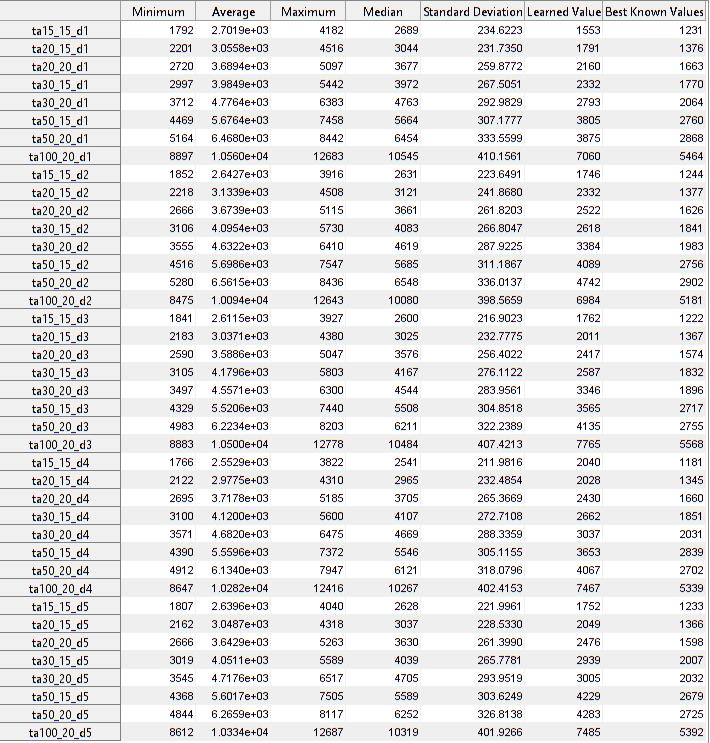 Minimum Average Maximum Median Standard Deviation Learned Value Best Known Values
ta15_15_d1 1792 2.7019e+03 4182 2689 234.6223 1553 1231
ta20_15_d1 2201 3.0558e+03 4516 3044 231.7350 1791 1376
ta20_20_d1 2720 3.6894e+03 5097 3677 259.8772 2160 1663
ta30_15_d1 2997 3.9849e+03 5442 3972 267.5051 2332 1770
ta30_20_d1 3712 4.7764e+03 6383 4763 292.9829 2793 2064
ta50_15_d1 4469 5.6764e+03 7458 5664 307.1777 3805 2760
ta50_20_d1 5164 6.4680e+03 8442 6454 333.5599 3875 2868
ta100_20_d1 8897 1.0560e+04 12683 10545 410.1561 7060 5464
ta15_15_d2 1852 2.6427e+03 3916 2631 223.6491 1746 1244
ta20_15_d2 2218 3.1339e+03 4508 3121 241.8680 2332 1377
ta20_20_d2 2666 3.6739e+03 5115 3661 261.8203 2522 1626
ta30_15_d2 3106 4.0954e+03 5730 4083 266.8047 2618 1841
ta30_20_d2 3555 4.6322e+03 6410 4619 287.9225 3384 1983
ta50_15_d2 4516 5.6986e+03 7547 5685 311.1867 4089 2756
ta50_20_d2 5280 6.5615e+03 8436 6548 336.0137 4742 2902
ta100_20_d2 8475 1.0094e+04 12643 10080 398.5659 6984 5181
ta15_15_d3 1841 2.6115e+03 3927 2600 216.9023 1762 1222
ta20_15_d3 2183 3.0371e+03 4380 3025 232.7775 2011 1367
ta20_20_d3 2590 3.5886e+03 5047 3576 256.4022 2417 1574
ta30_15_d3 3105 4.1796e+03 5803 4167 276.1122 2587 1832
ta30_20_d3 3497 4.5571e+03 6300 4544 283.9561 3346 1896
ta50_15_d3 4329 5.5206e+03 7440 5508 304.8518 3565 2717
ta50_20_d3 4983 6.2234e+03 8203 6211 322.2389 4135 2755
ta100_20_d3 8883 1.0500e+04 12778 10484 407.4213 7765 5568
ta15_15_d4 1766 2.5529e+03 3822 2541 211.9816 2040 1181
ta20_15_d4 2122 2.9775e+03 4310 2965 232.4854 2028 1345
ta20_20_d4 2695 3.7178e+03 5185 3705 265.3669 2430 1660
ta30_15_d4 3100 4.1200e+03 5600 4107 272.7108 2662 1851
ta30_20_d4 3571 4.6820e+03 6475 4669 288.3359 3037 2031
ta50_15_d4 4390 5.5596e+03 7372 5546 305.1155 3653 2839
ta50_20_d4 4912 6.1340e+03 7947 6121 318.0796 4067 2702
ta100_20_d4 8647 1.0282e+04 12416 10267 402.4153 7467 5339
ta15_15_d5 1807 2.6396e+03 4040 2628 221.9961 1752 1233
ta20_15_d5 2162 3.0487e+03 4318 3037 228.5330 2049 1366
ta20_20_d5 2666 3.6429e+03 5263 3630 261.3990 2476 1598
ta30_15_d5 3019 4.0511e+03 5589 4039 265.7781 2939 2007
ta30_20_d5 3545 4.7176e+03 6517 4705 293.9519 3005 2032
ta50_15_d5 4368 5.6017e+03 7505 5589 303.6249 4229 2679
ta50_20_d5 4844 6.2659e+03 8117 6252 326.8138 4283 2725
ta100_20_d5 8612 1.0334e+04 12687 10319 401.9266 7485 5392